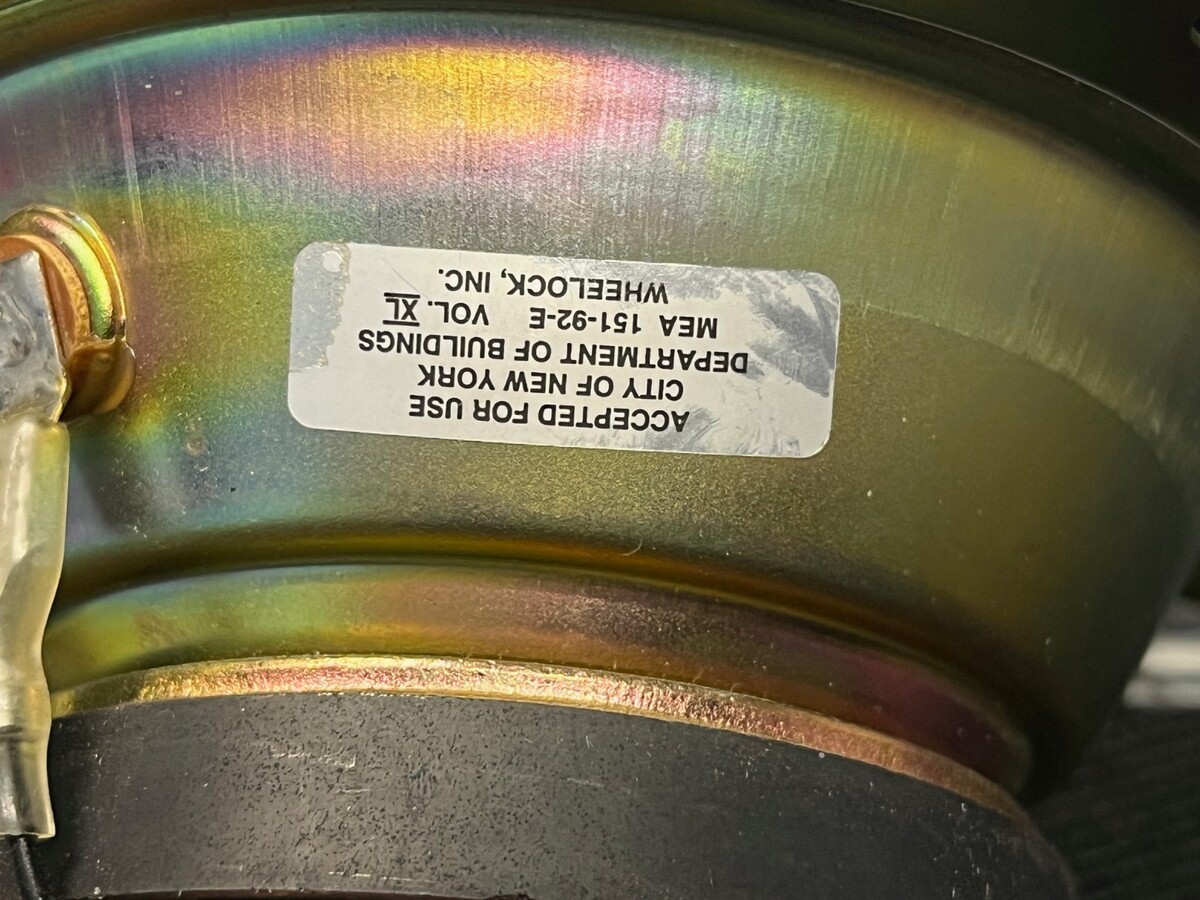 ACCEPTED FOR USE
CITY OF NEW YORK
DEPARTMENT OF BUILDINGS
MEA 151-92-E VOL. XL
WHEELOCK, INC.